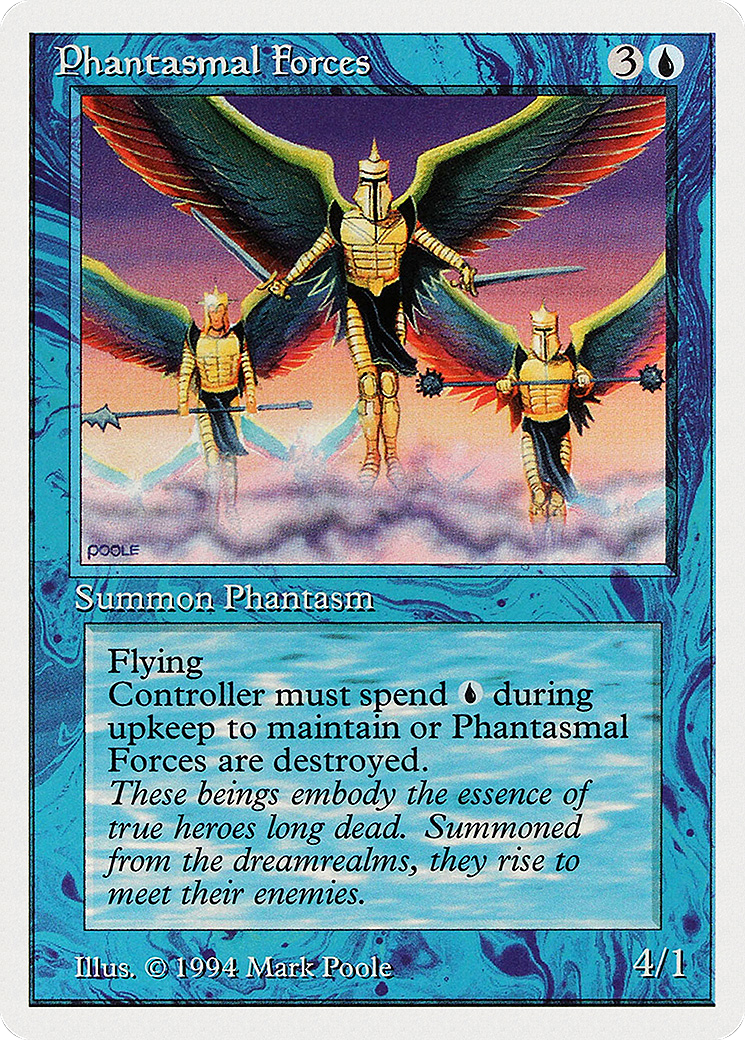 Phantasmal Forces 3
POOLE
Summon Phantasm
Flying
Controller must spend during
upkeep to maintain or Phantasmal
Forces are destroyed.
These beings embody the essence of
true heroes long dead. Summoned
from the dreamrealms, they rise to
meet their enemies.
Illus. © 1994 Mark Poole 4/1